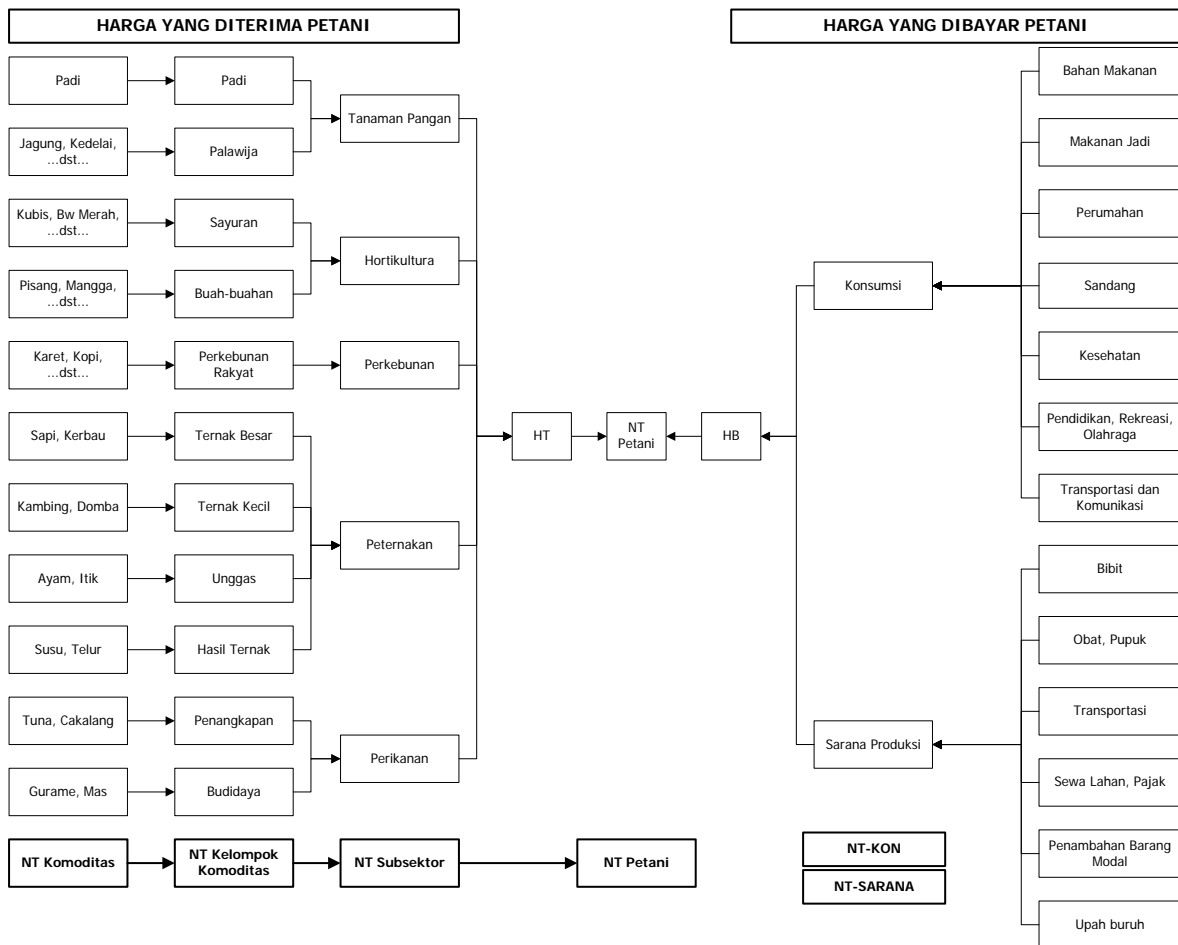 HARGA YANG DITERIMA PETANI
HARGA YANG DIBAYAR PETANI
Padi
Padi
Jagung, Kedelai,
...dst...
Palawija
Tanaman Pangan
Kubis, Bw Merah,
...dst...
Sayuran
Pisang, Mangga,
...dst...
Buah-buahan
Hortikultura
Karet, Kopi,
...dst...
Perkebunan
Rakyat
Perkebunan
Sapi, Kerbau
Ternak Besar
Kambing, Domba
Ternak Kecil
Ayam, Itik
Unggas
Susu, Telur
Hasil Ternak
Peternakan
Tuna, Cakalang
Penangkapan
Gurame, Mas
Budidaya
Perikanan
HT
NT
Petani
HB
Konsumsi
Sarana Produksi
Bahan Makanan
Makanan Jadi
Perumahan
Sandang
Kesehatan
Pendidikan, Rekreasi,
Olahraga
Transportasi dan
Komunikasi
Bibit
Obat, Pupuk
Transportasi
Sewa Lahan, Pajak
Penambahan Barang
Modal
Upah buruh
NT Komoditas
NT Kelompok
Komoditas
NT Subsektor
NT Petani
NT-KON
NT-SARANA